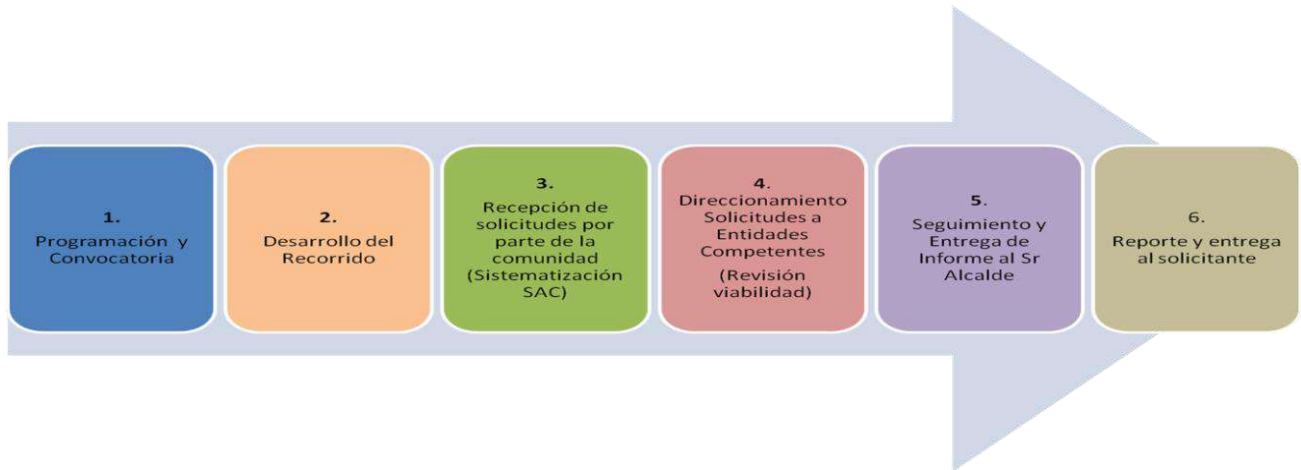 1.
Programación y
Convocatoria
2.
Desarrollo del
Recorrido
3.
Recepción de
solicitudes por
parte de la
comunidad
(Sistematización
SAC)
4.
Direccionamiento
Solicitudes a
Entidades
Competentes
(Revisión
viabilidad)
5.
Seguimiento y
Entrega de
Informe al Sr
Alcalde
6.
Reporte y entrega
al solicitante